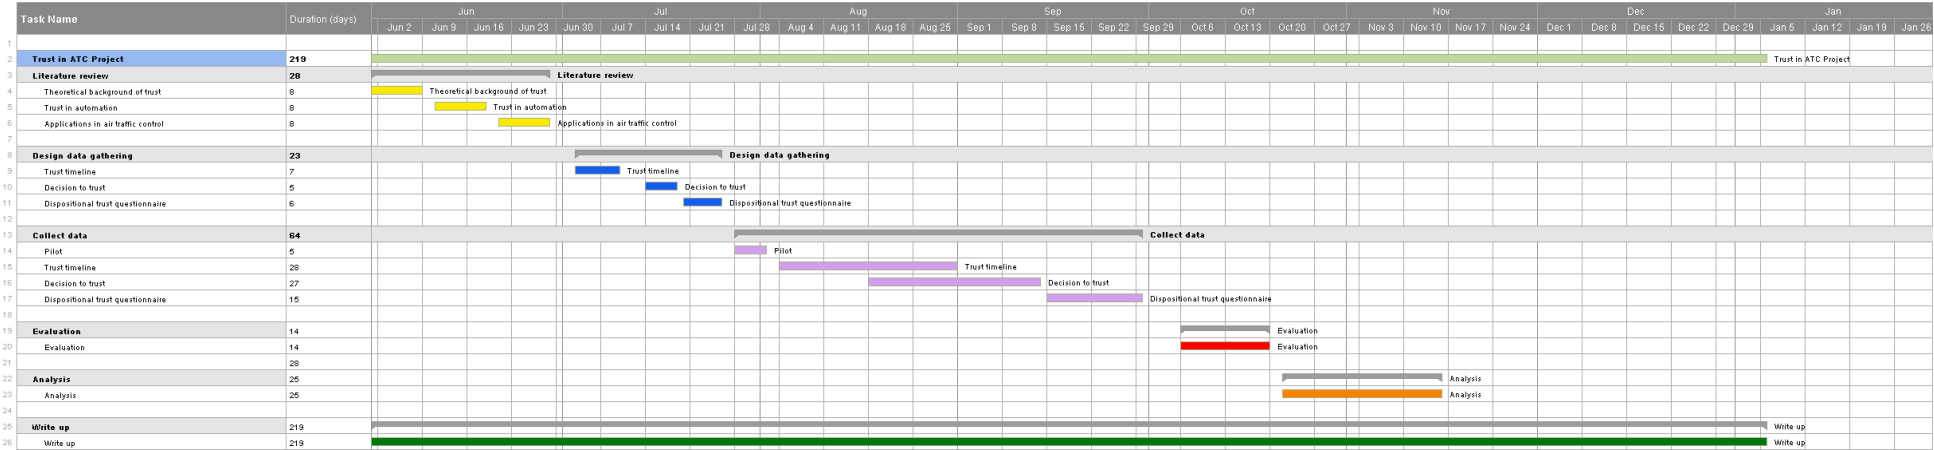 Task Name Duration (days) Jun Jul Aug Sep Oct Nov Dec Jan
Jun 2 Jun 9 Jun 16 Jun 23 Jun 30 Jul 7 Jul 14 Jul 21 Jul 28 Aug 4 Aug 11 Aug 18 Aug 25 Sep 1 Sep 8 Sep 15 Sep 22 Sep 29 Oct 6 Oct 13 Oct 20 Oct 27 Nov 3 Nov 10 Nov 17 Nov 24 Dec 1 Dec 8 Dec 15 Dec 22 Dec 29 Jan 5 Jan 12 Jan 19 Jan 26
1
2 Trust in ATC Project 219 Trust in ATC Project
3 Literature review 28 Literature review
4 Theoretical background of trust 8 Theoretical background of trust
5 Trust in automation 8 Trust in automation
6 Applications in air traffic control 8 Applications in air traffic control
7
8 Design data gathering 23 Design data gathering
9 Trust timeline 7 Trust timeline
10 Decision to trust 5 Decision to trust
11 Dispositional trust questionnaire 6 Dispositional trust questionnaire
12
13 Collect data 64 Collect data
14 Pilot 5 Pilot
15 Trust timeline 28 Trust timeline
16 Decision to trust 27 Decision to trust
17 Dispositional trust questionnaire 15 Dispositional trust questionnaire
18
19 Evaluation 14 Evaluation
20 Evaluation 14 Evaluation
21 28
22 Analysis 25 Analysis
23 Analysis 25 Analysis
24
25 Write up 219 Write up
26 Write up 219 Write up